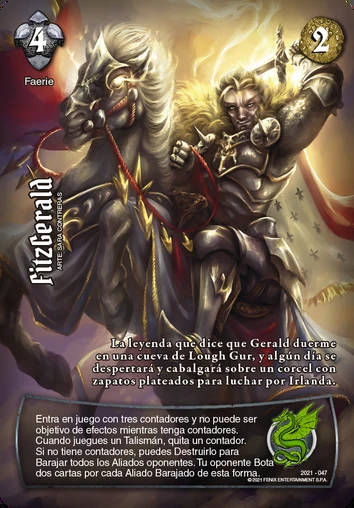 4
2
Faerie
FitzGerald
ARTE: SARA CONTRERAS
La leyenda que dice que Gerald duerme
en una cueva de Lough Gur, y algún día se
despertará y cabalgará sobre un corcel con
zapatos plateados para luchar por Irlanda.
Entra en juego con tres contadores y no puede ser
objetivo de efectos mientras tenga contadores.
Cuando juegues un Talismán, quita un contador.
Si no tiene contadores, puedes Destruirlo para
Barajar todos los Aliados oponentes. Tu oponente Bota
dos cartas por cada Aliado Barajado de esta forma.
2021 - 047
©2021 FENIX ENTERTAINMENT S.P.A.